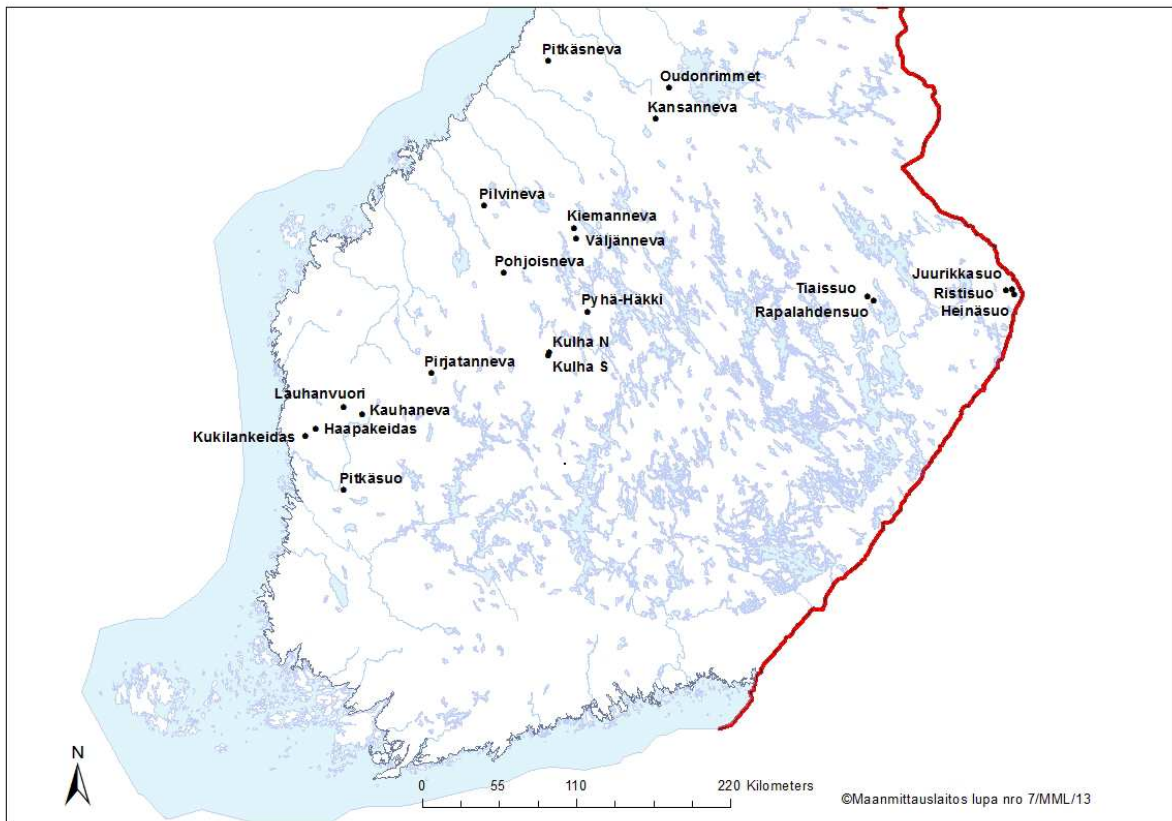 Pitkäsneva
Oudonrimmet
Kansanneva
Pilvineva
Kiemanneva
Väljänneva
Pohjoisneva
Juurikkasuo
Tiaissuo
Ristisuo
Rapalahdensuo
Heinäsuo
Pyhä-Häkki
Kulha N
Kulha S
Pirjatanneva
Lauhanvuori
Kauhaneva
Haapakeidas
Kukilankeidas
Pitkäsuo
N
0 55 110 220 Kilometers
©Maanmittauslaitos lupa nro 7/MML/13